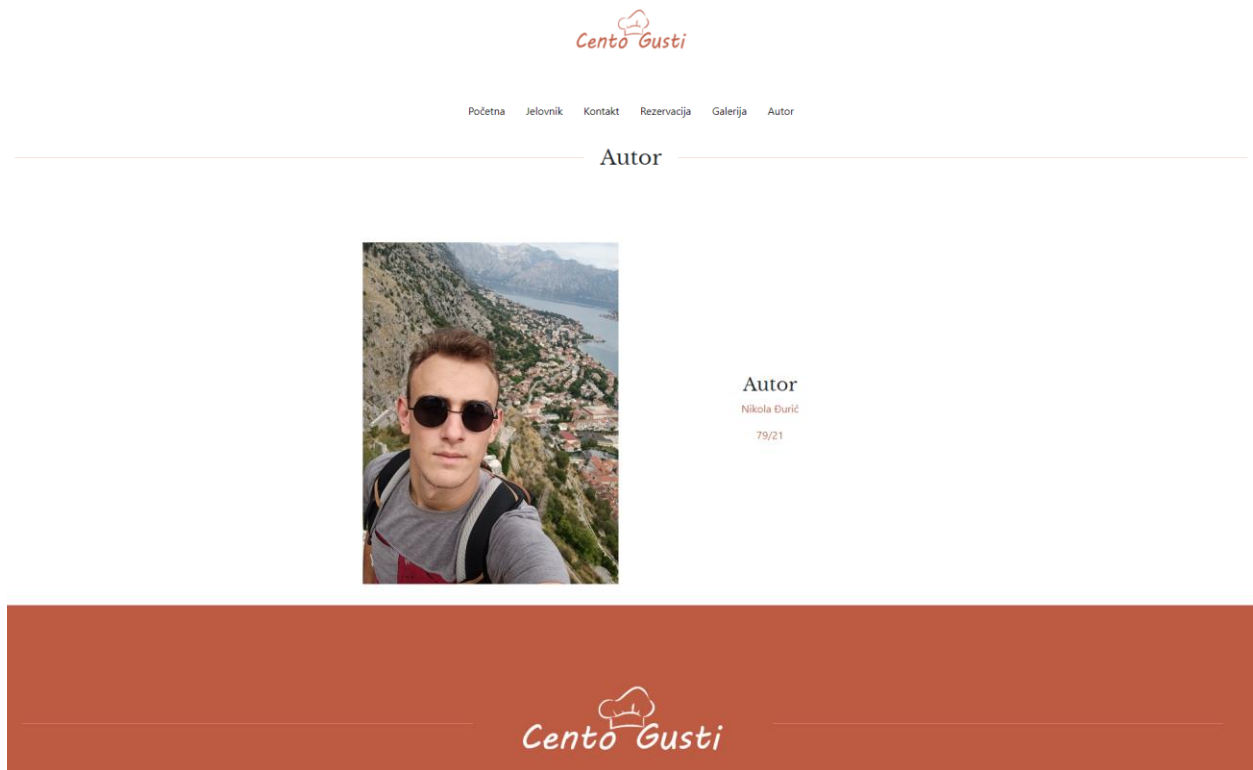 Cento Gusti
Početna Jelovnik Kontakt Rezervacija Galerija Autor
Autor
Autor
Nikola Đurić
79/21
Cento Gusti